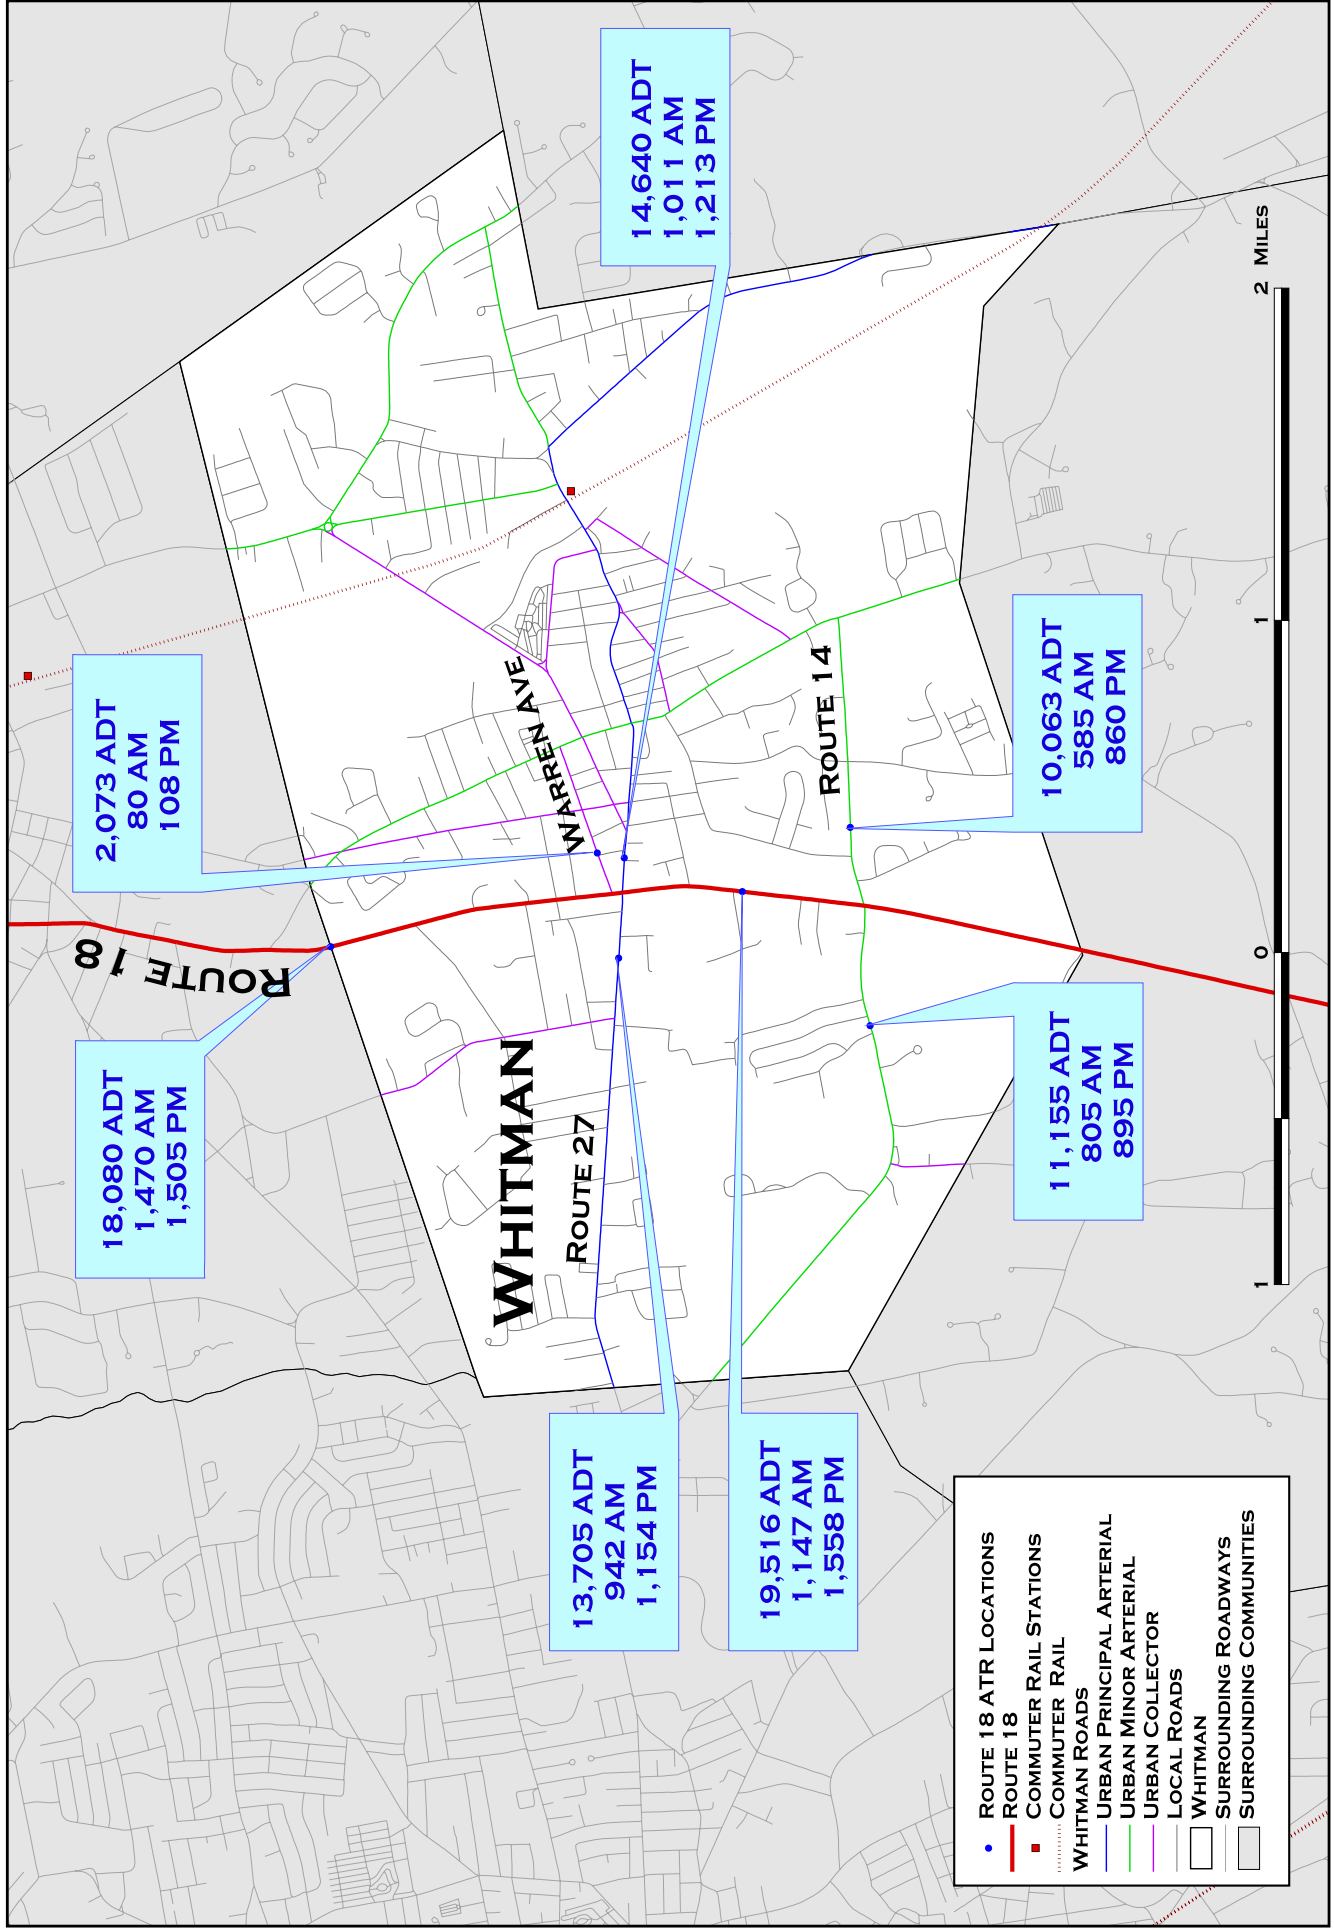 14,640 ADT
1,011 AM
1,213 PM
2,073 ADT
80 AM
108 PM
WARREN AVE
ROUTE 14
10,063 ADT
585 AM
860 PM
ROUTE 18
18,080 ADT
1,470 AM
1,505 PM
WHITMAN
ROUTE 27
11,155 ADT
805 AM
895 PM
13,705 ADT
942 AM
1,154 PM
19,516 ADT
1,147 AM
1,558 PM
1 0 1 2 MILES
ROUTE 18 ATR LOCATIONS
ROUTE 18
COMMUTER RAIL STATIONS
COMMUTER RAIL
WHITMAN ROADS
URBAN PRINCIPAL ARTERIAL
URBAN MINOR ARTERIAL
URBAN COLLECTOR
LOCAL ROADS
WHITMAN
SURROUNDING ROADWAYS
SURROUNDING COMMUNITIES